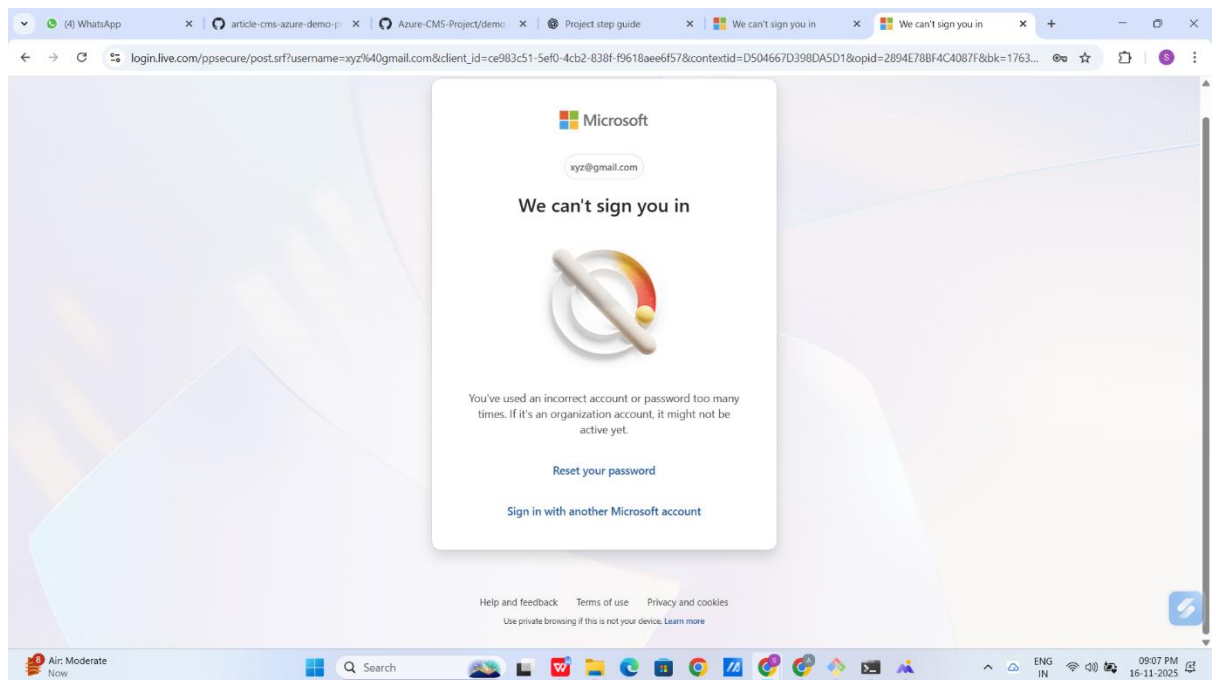 (4) WhatsApp
article-cms-azure-demo-p
Azure-CMS-Project/demo
Project step guide
We can't sign you in
We can't sign you in
login.live.com/ppsecure/post.srf?username=xyz%40gmail.com&client_id=ce983c51-5ef0-4cb2-838f-f9618aee6f57&contextid=D504667D398DA5D1&opid=2894E78BF4C4087F&bk=1763...
S
Microsoft
xyz@gmail.com
We can't sign you in
You've used an incorrect account or password too many
times. If it's an organization account, it might not be
active yet.
Reset your password
Sign in with another Microsoft account
Help and feedback Terms of use Privacy and cookies
Use private browsing if this is not your device. Learn more
8
Air: Moderate
Now
Search
ENG
IN
09:07 PM
16-11-2025